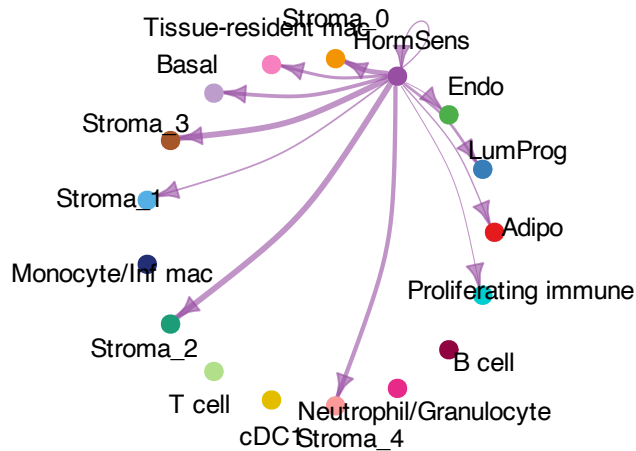 Stroma_0
Tissue-resident mac
HormSens
Basal
Endo
Stroma_3
LumProg
Stroma_1
Adipo
Monocyte/Inf mac
Proliferating immune
Stroma_2
B cell
T cell
Neutrophil/Granulocyte
cDC1
Stroma_4